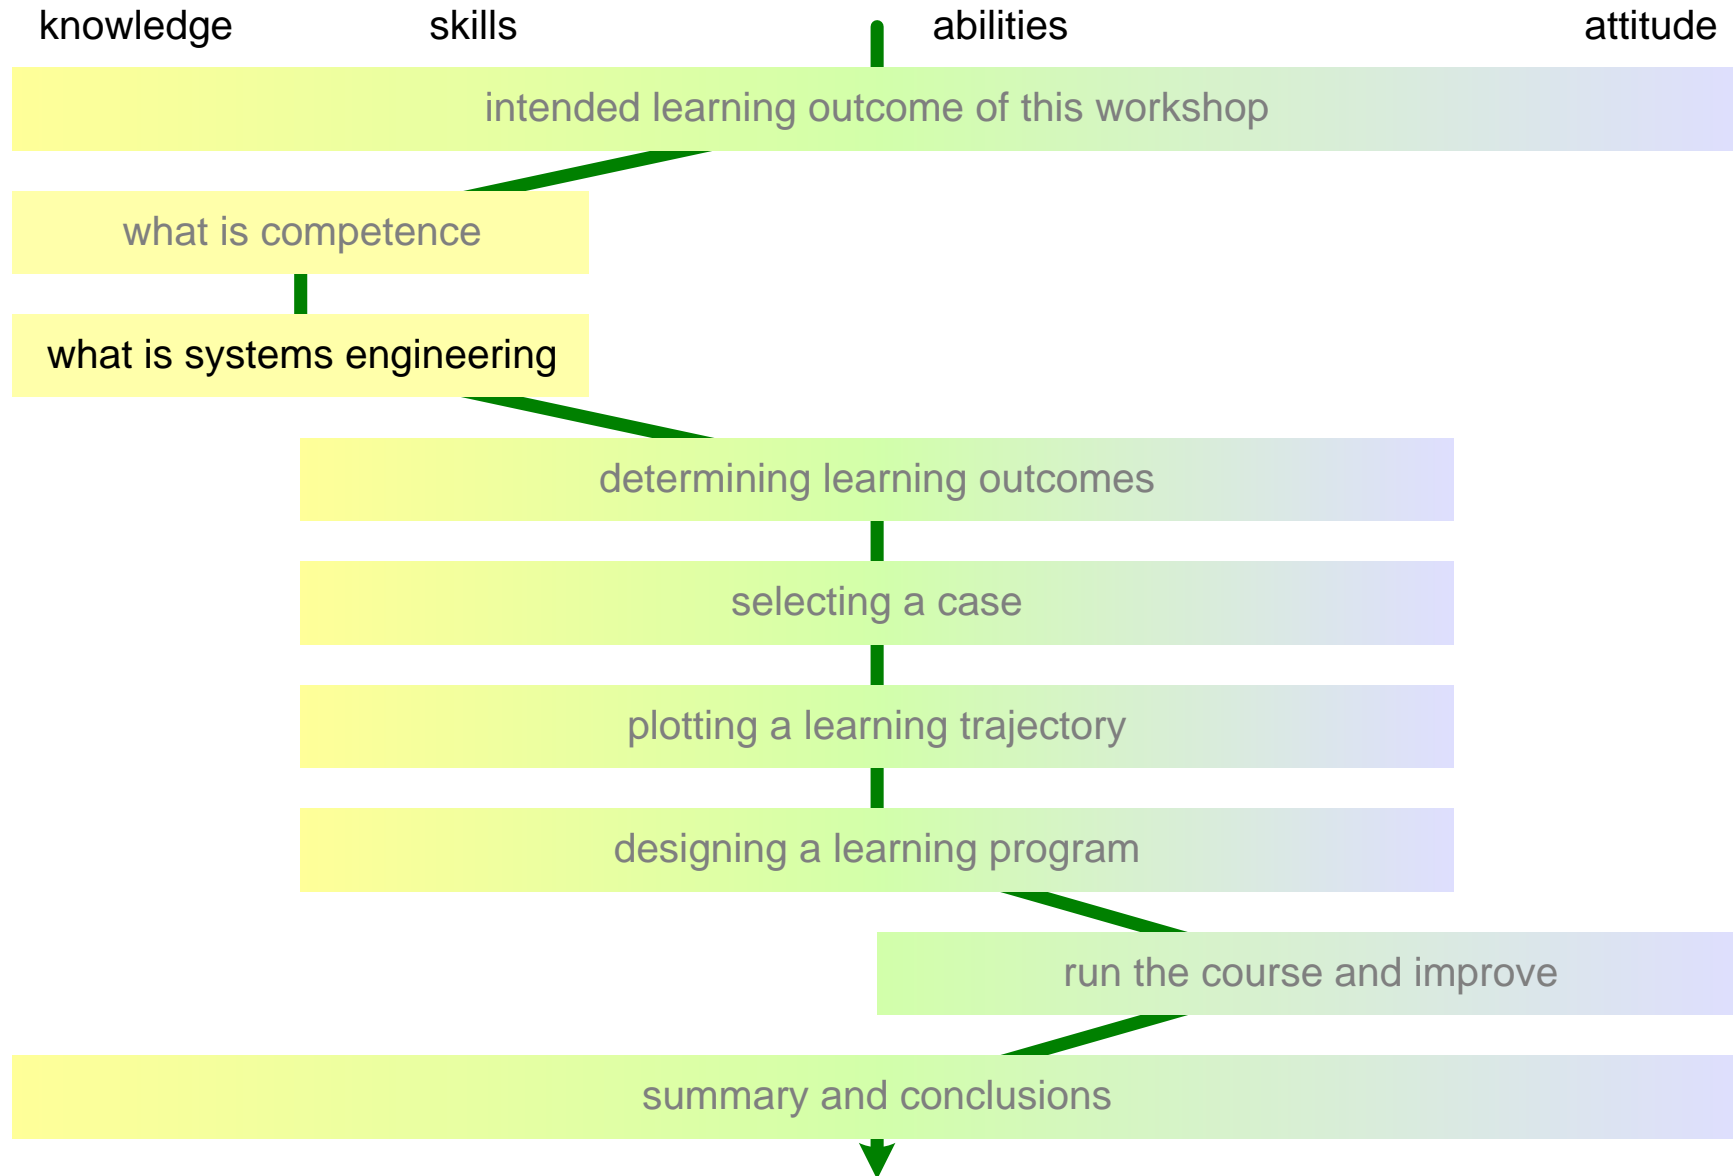 knowledge skills abilities attitude
intended learning outcome of this workshop
what is competence
what is systems engineering
determining learning outcomes
selecting a case
plotting a learning trajectory
designing a learning program
run the course and improve
summary and conclusions